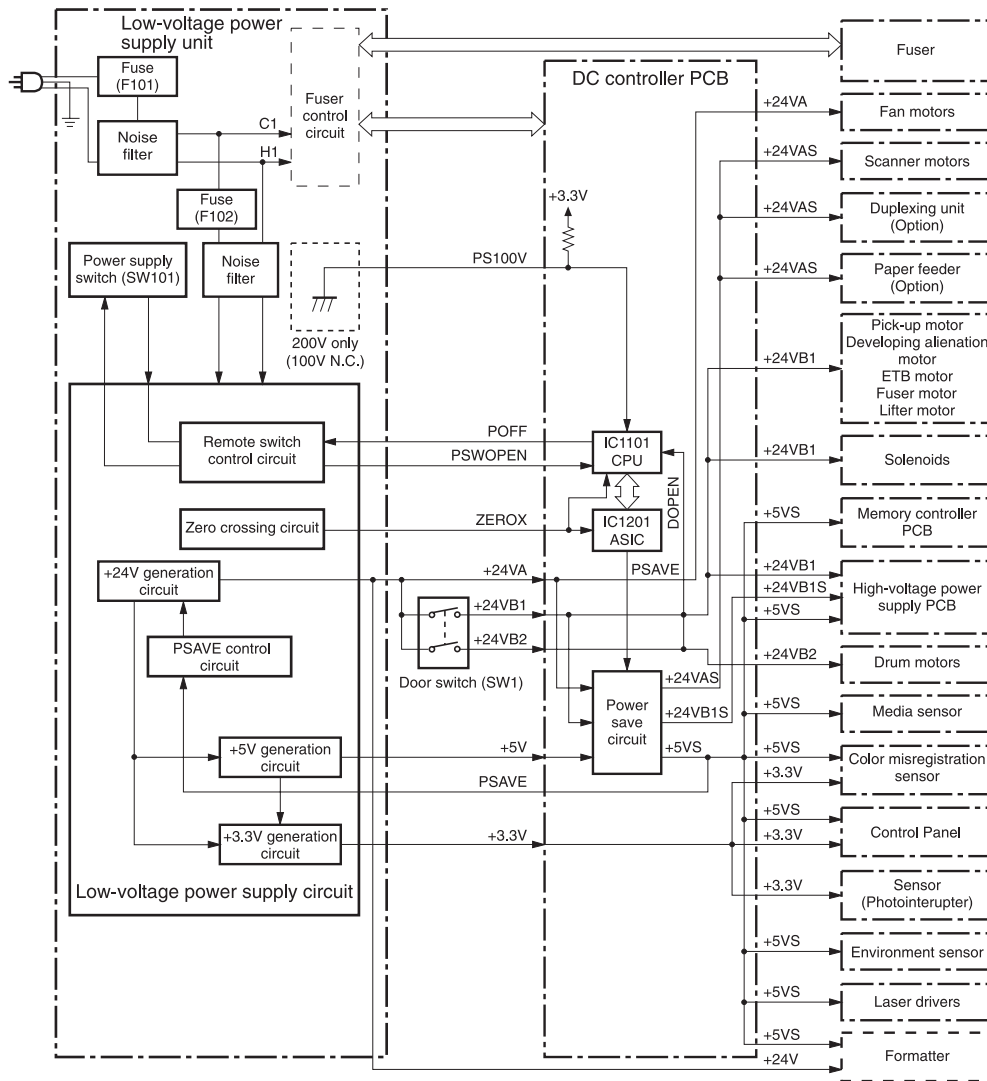 Low-voltage power
supply unit
Fuse
(F101)
Noise
filter
C1
H1
Fuser
control
circuit
Fuse
(F102)
Power supply
switch (SW101)
Noise
filter
200V only
(100V N.C.)
Remote switch
control circuit
Zero crossing circuit
+24V generation
circuit
PSAVE control
circuit
+5V generation
circuit
+3.3V generation
circuit
Low-voltage power supply circuit
PS100V
POFF
PSWOPEN
ZEROX
+24VA
+24VB1
+24VB2
Door switch (SW1)
+5V
PSAVE
+3.3V
DC controller PCB
+3.3V
IC1101
CPU
IC1201
ASIC
DOPEN
PSAVE
Power
save
circuit
+24VAS
+24VB1S
+5VS
Fuser
+24VA
Fan motors
+24VAS
Scanner motors
+24VAS
Duplexing unit
(Option)
+24VAS
Paper feeder
(Option)
+24VB1
Pick-up motor
Developing alienation
motor
ETB motor
Fuser motor
Lifter motor
+24VB1
Solenoids
+5VS
Memory controller
PCB
+24VB1
+24VB1S
+5VS
High-voltage power
supply PCB
+24VB2
Drum motors
+5VS
Media sensor
+5VS
+3.3V
Color misregistration
sensor
+5VS
+3.3V
Control Panel
+3.3V
Sensor
(Photointerupter)
+5VS
Environment sensor
+5VS
Laser drivers
+5VS
+24V
Formatter